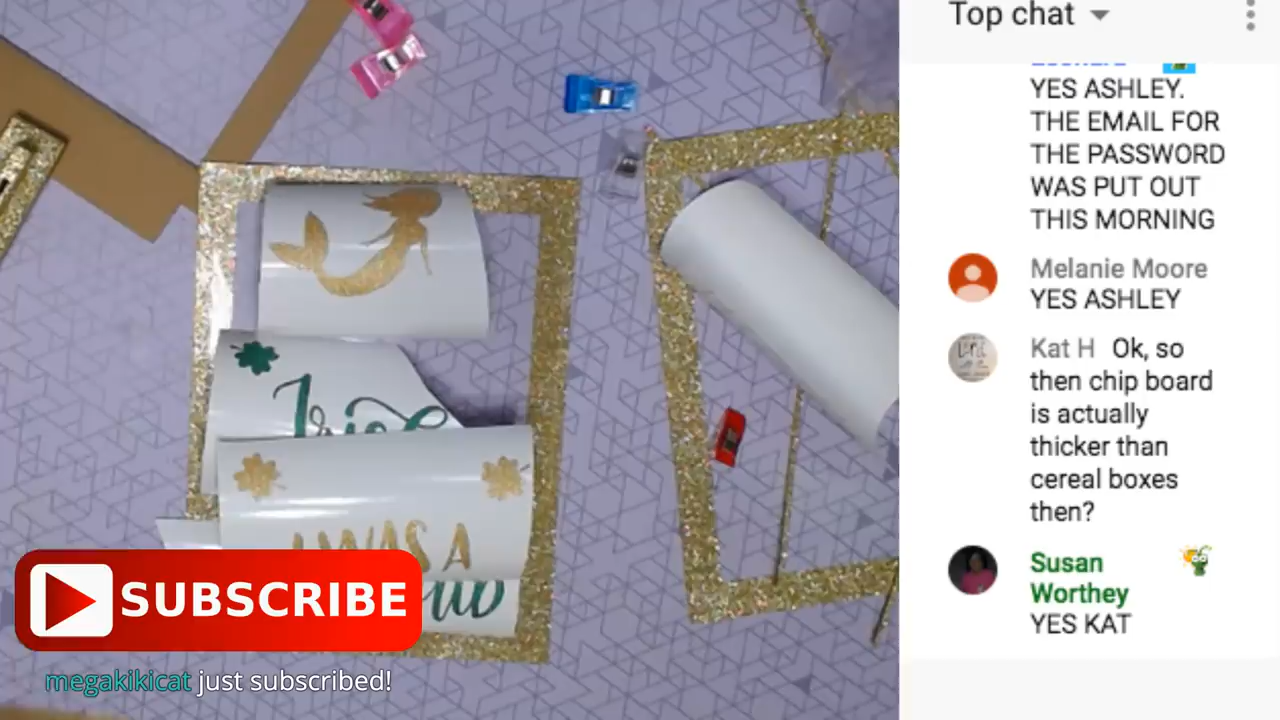 Top chat
YES ASHLEY.
THE EMAIL FOR
THE PASSWORD
WAS PUT OUT
THIS MORNING
Melanie Moore
YES ASHLEY
Kat H Ok, so
then chip board
is actually
thicker than
cereal boxes
then?
Susan
Worthey
YES KAT
I WAS A
SUBSCRIBE
megakikicat just subscribed!